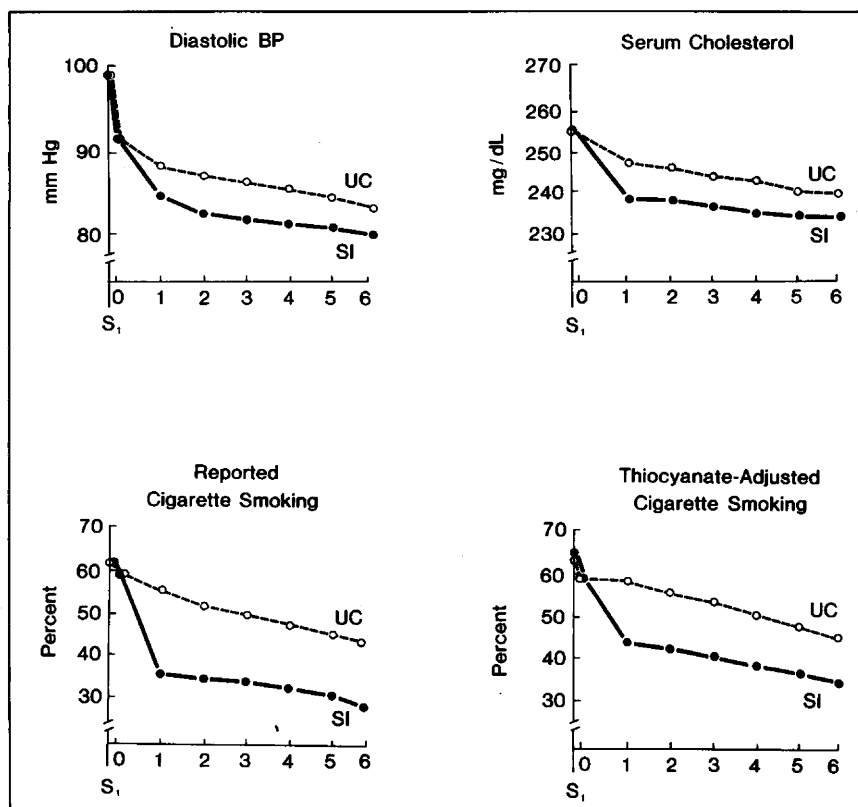 Diastolic BP
100
90
80
mm Hg
UC
SI
0 1 2 3 4 5 6
S₁
Serum Cholesterol
270
260
250
240
230
mg/dL
UC
SI
0 1 2 3 4 5 6
S₁
Reported
Cigarette Smoking
70
60
50
40
30
Percent
UC
SI
0 1 2 3 4 5 6
S₁
Thiocyanate-Adjusted
Cigarette Smoking
70
60
50
40
30
Percent
UC
SI
0 1 2 3 4 5 6
S₁